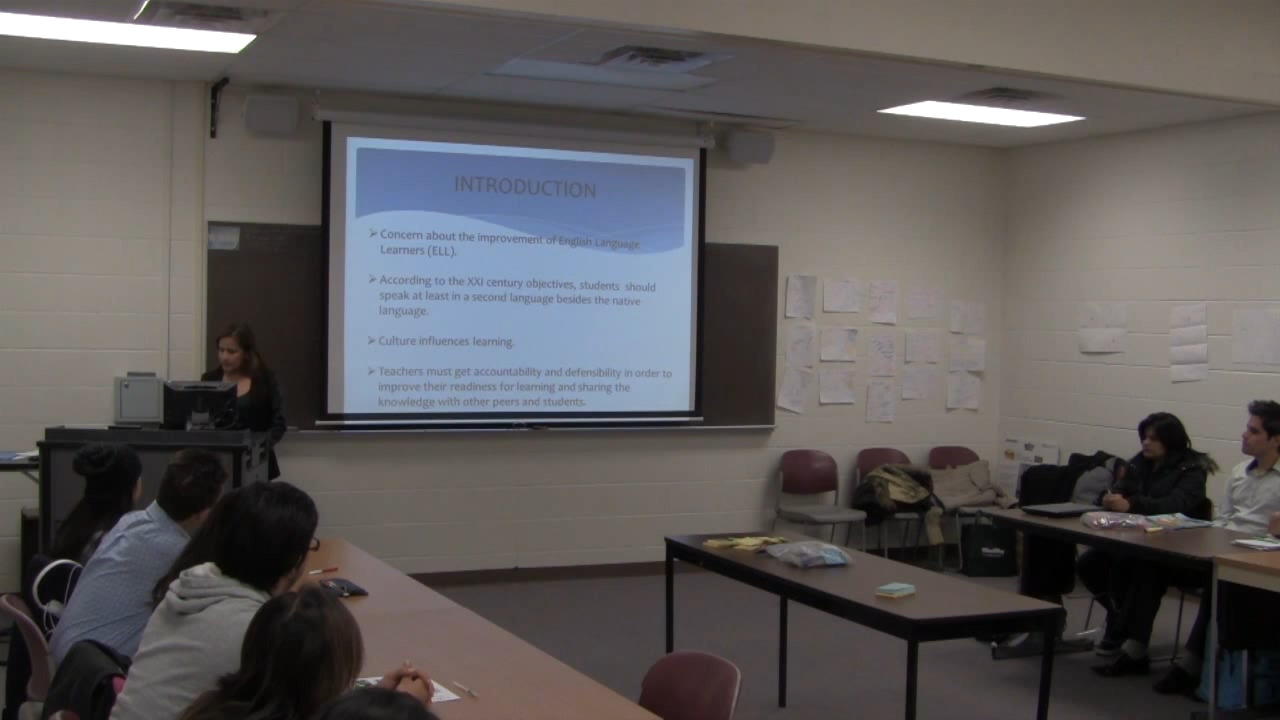 INTRODUCTION
➢ Concern about the improvement of English Language
Learners (ELL).
➢ According to the XXI century objectives, students should
speak at least in a second language besides the native
language.
➢ Culture influences learning.
➢ Teachers must get accountability and defensibility in order to
improve their readiness for learning and sharing the
knowledge with other peers and students.